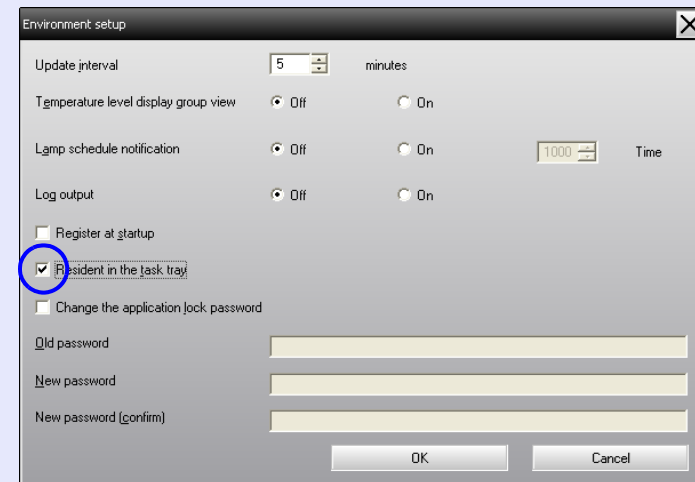 Environment setup
Update interval 5 minutes
Temperature level display group view Off On
Lamp schedule notification Off On 1000 Time
Log output Off On
Register at startup
Resident in the task tray
Change the application lock password
Old password
New password
New password (confirm)
OK Cancel